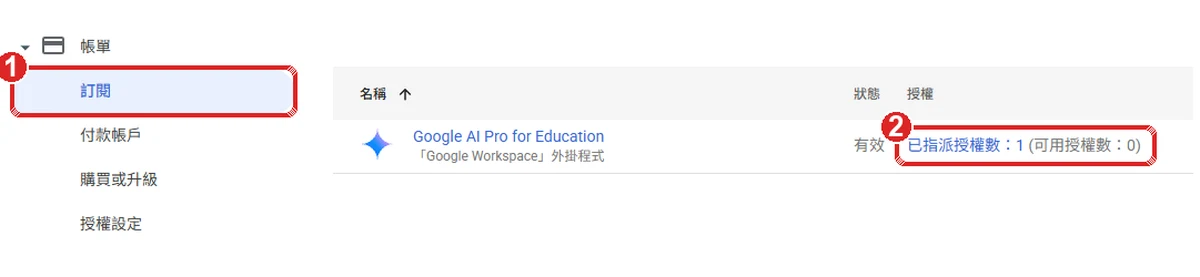 帳單
1
訂閱
付款帳戶
購買或升級
授權設定
名稱 ↑ 狀態 授權
Google AI Pro for Education
「Google Workspace」外掛程式
有效
2
已指派授權數：1 (可用授權數：0)